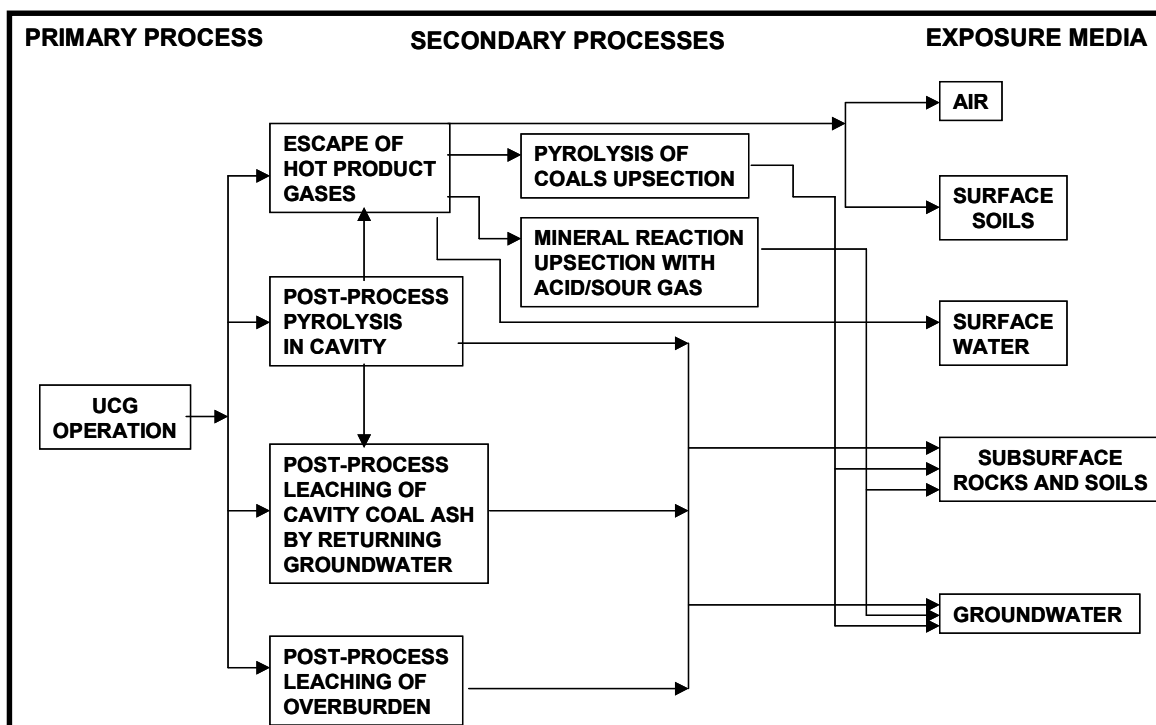 PRIMARY PROCESS
SECONDARY PROCESSES
EXPOSURE MEDIA
UCG
OPERATION
ESCAPE OF
HOT PRODUCT
GASES
POST-PROCESS
PYROLYSIS
IN CAVITY
POST-PROCESS
LEACHING OF
CAVITY COAL ASH
BY RETURNING
GROUNDWATER
POST-PROCESS
LEACHING OF
OVERBURDEN
PYROLYSIS OF
COALS UPSECTION
MINERAL REACTION
UPSECTION WITH
ACID/SOUR GAS
AIR
SURFACE
SOILS
SURFACE
WATER
SUBSURFACE
ROCKS AND SOILS
GROUNDWATER